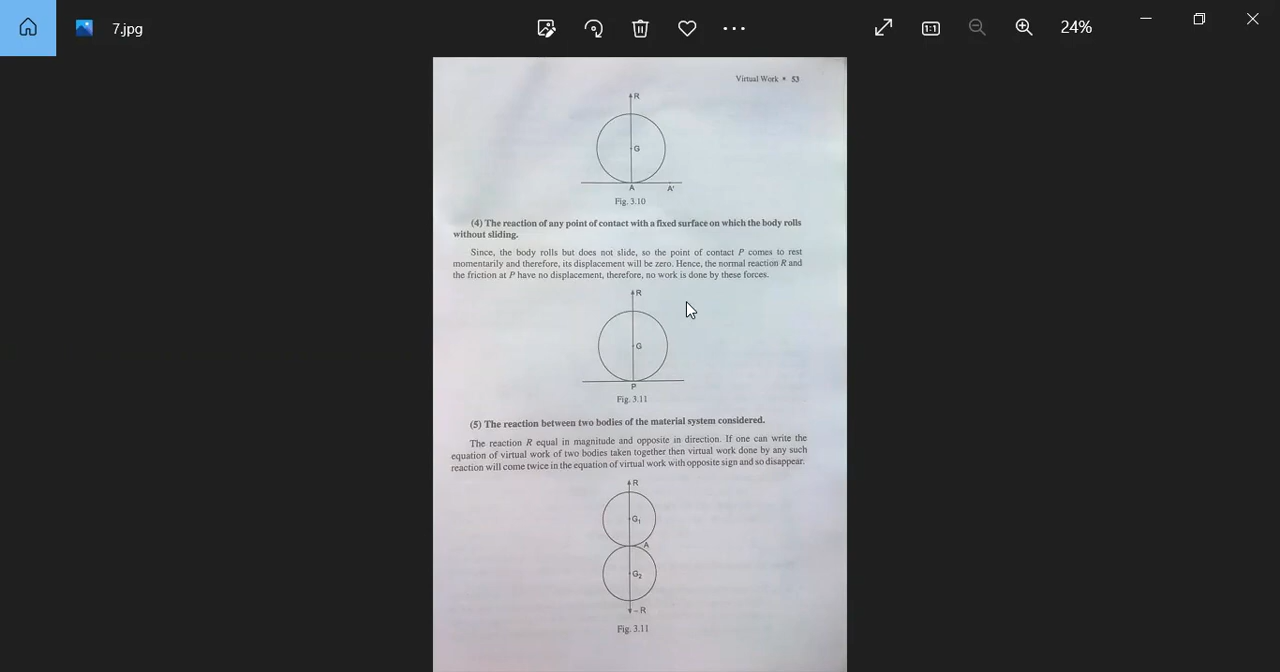 7.jpg
24%
Virtual Work • 53
R
G
A A'
Fig. 3.10
(4) The reaction of any point of contact with a fixed surface on which the body rolls
without sliding.
Since, the body rolls but does not slide, so the point of contact P comes to rest
momentarily and therefore, its displacement will be zero. Hence, the normal reaction R and
the friction at P have no displacement, therefore, no work is done by these forces.
R
G
P
Fig. 3.11
(5) The reaction between two bodies of the material system considered.
The reaction R equal in magnitude and opposite in direction. If one can write the
equation of virtual work of two bodies taken together then virtual work done by any such
reaction will come twice in the equation of virtual work with opposite sign and so disappear.
R
G₁
A
G₂
– R
Fig. 3.11